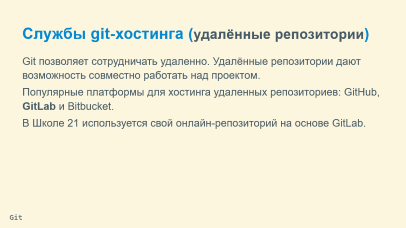 Службы git-хостинга (удалённые репозитории)
Git позволяет сотрудничать удаленно. Удалённые репозитории дают
возможность совместно работать над проектом.
Популярные платформы для хостинга удаленных репозиториев: GitHub,
GitLab и Bitbucket.
В Школе 21 используется свой онлайн-репозиторий на основе GitLab.
Git